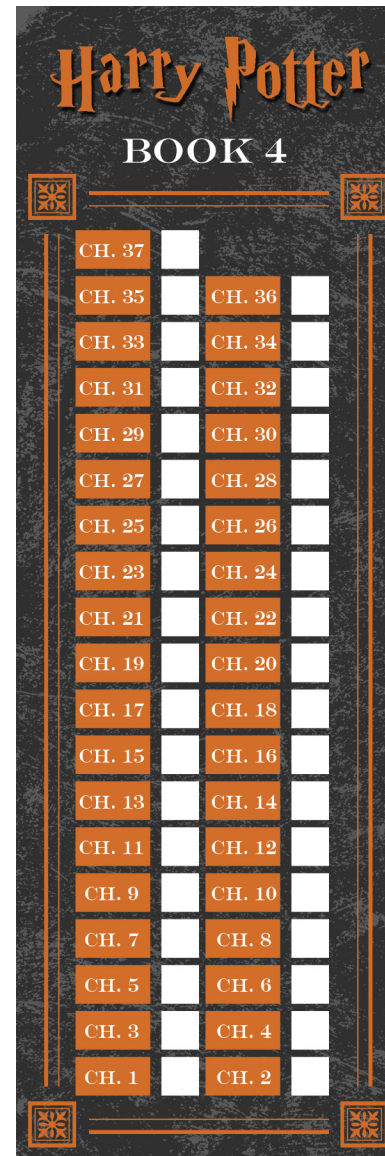 Harry Potter
BOOK 4
CH. 37
CH. 35 CH. 36
CH. 33 CH. 34
CH. 31 CH. 32
CH. 29 CH. 30
CH. 27 CH. 28
CH. 25 CH. 26
CH. 23 CH. 24
CH. 21 CH. 22
CH. 19 CH. 20
CH. 17 CH. 18
CH. 15 CH. 16
CH. 13 CH. 14
CH. 11 CH. 12
CH. 9 CH. 10
CH. 7 CH. 8
CH. 5 CH. 6
CH. 3 CH. 4
CH. 1 CH. 2